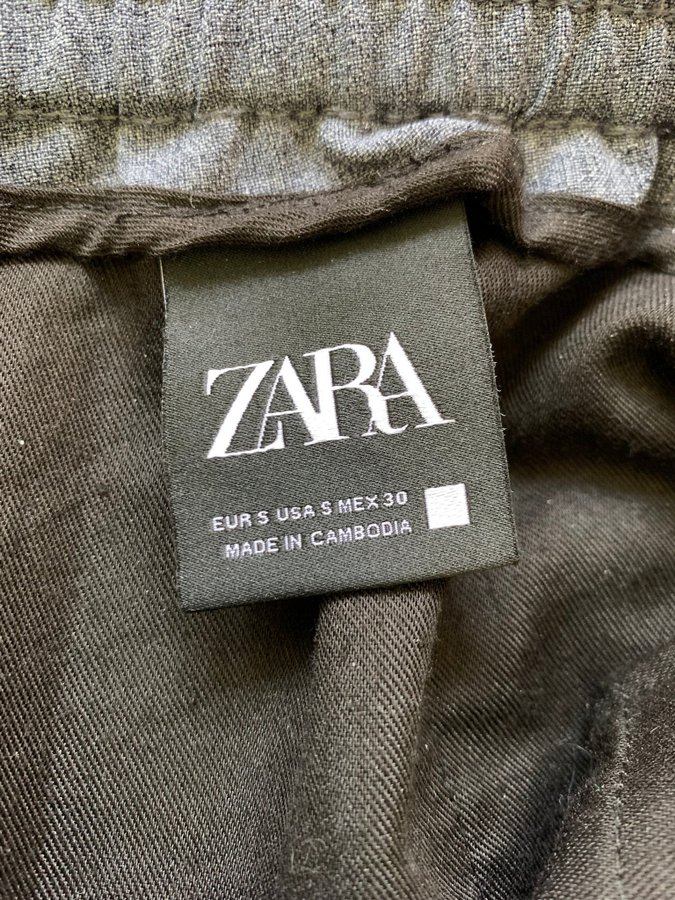 ZARA
EUR S USA S MEX 30
MADE IN CAMBODIA